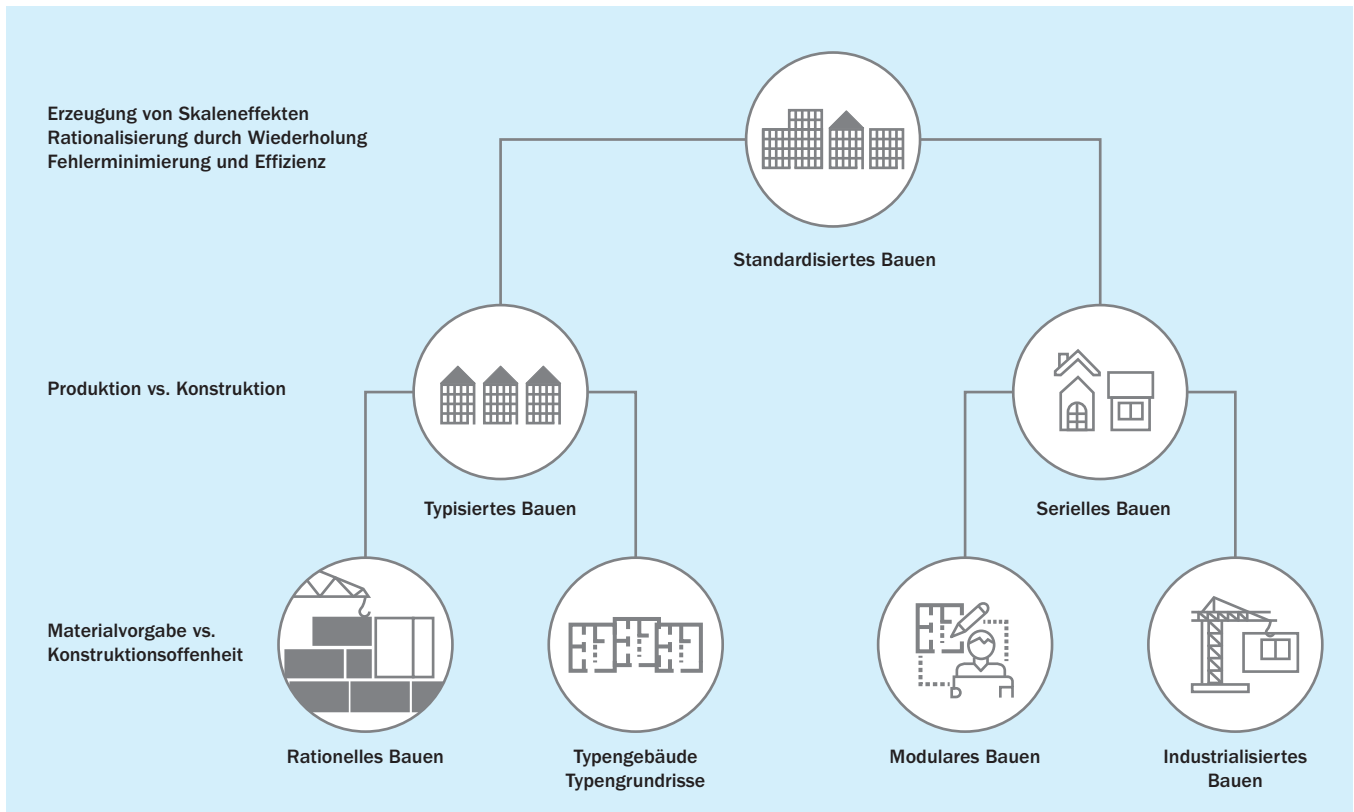 Erzeugung von Skaleneffekten
Rationalisierung durch Wiederholung
Fehlerminimierung und Effizienz
Standardisiertes Bauen
Produktion vs. Konstruktion
Typisiertes Bauen
Serielles Bauen
Materialvorgabe vs.
Konstruktionsoffenheit
Rationelles Bauen
Typengebäude
Typengrundrisse
Modulares Bauen
Industrialisiertes
Bauen